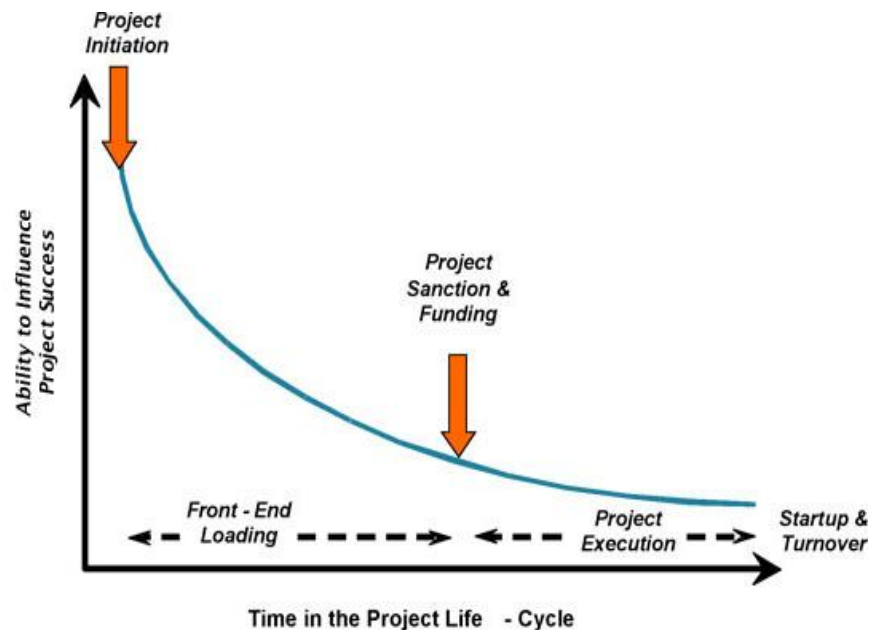 Project
Initiation
Ability to Influence
Project Success
Project
Sanction &
Funding
Front - End
Loading
Project
Execution
Startup &
Turnover
Time in the Project Life - Cycle